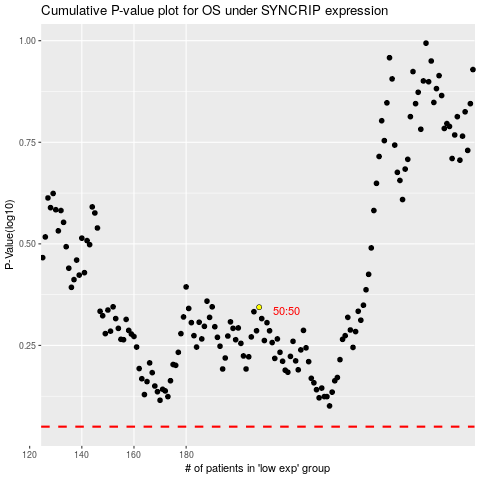 Cumulative P-value plot for OS under SYNCRIP expression
P-Value(log10)
1.00
0.75
0.50
0.25
50:50
120 140 160 180
# of patients in 'low exp' group